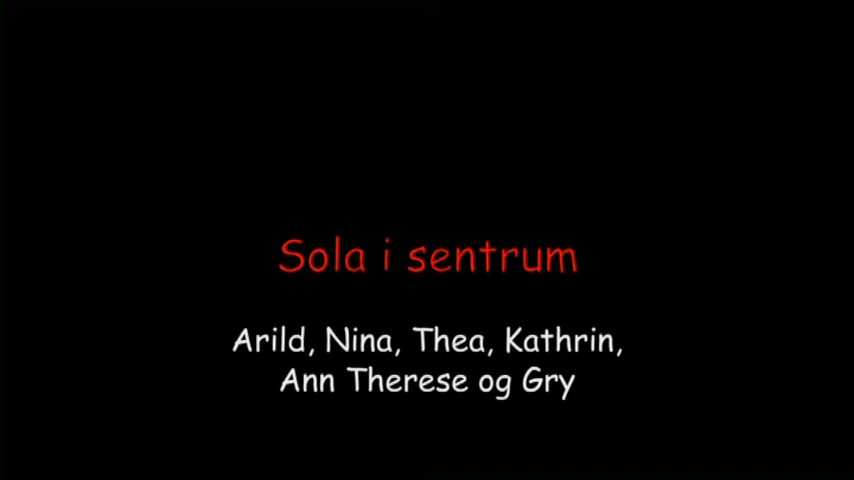 Sola i sentrum
Arild, Nina, Thea, Kathrin,
Ann Therese og Gry